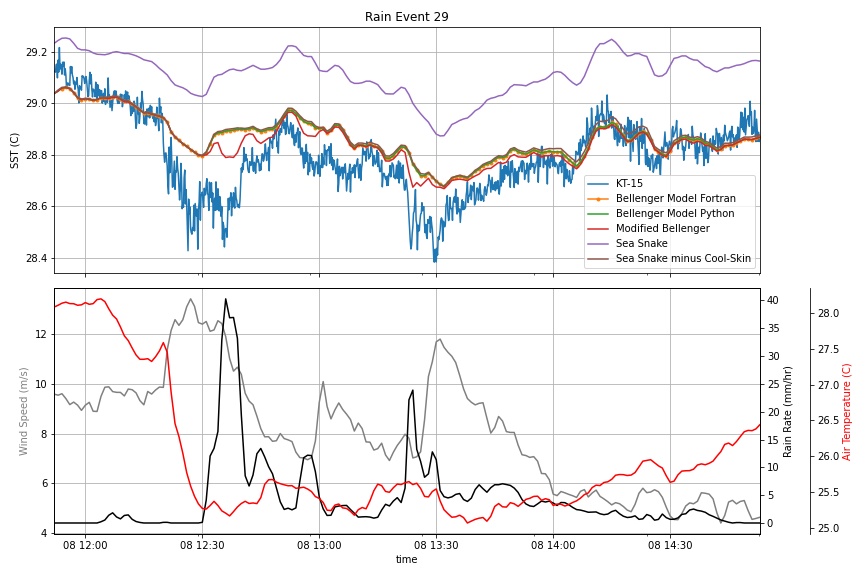 Rain Event 29
SST (C)
29.2
29.0
28.8
28.6
28.4
KT-15
Bellenger Model Fortran
Bellenger Model Python
Modified Bellenger
Sea Snake
Sea Snake minus Cool-Skin
Wind Speed (m/s)
12
10
8
6
4
40
35
30
25
20
15
10
5
0
Rain Rate (mm/hr)
28.0
27.5
27.0
26.5
26.0
25.5
25.0
Air Temperature (C)
08 12:00 08 12:30 08 13:00 08 13:30 08 14:00 08 14:30
time